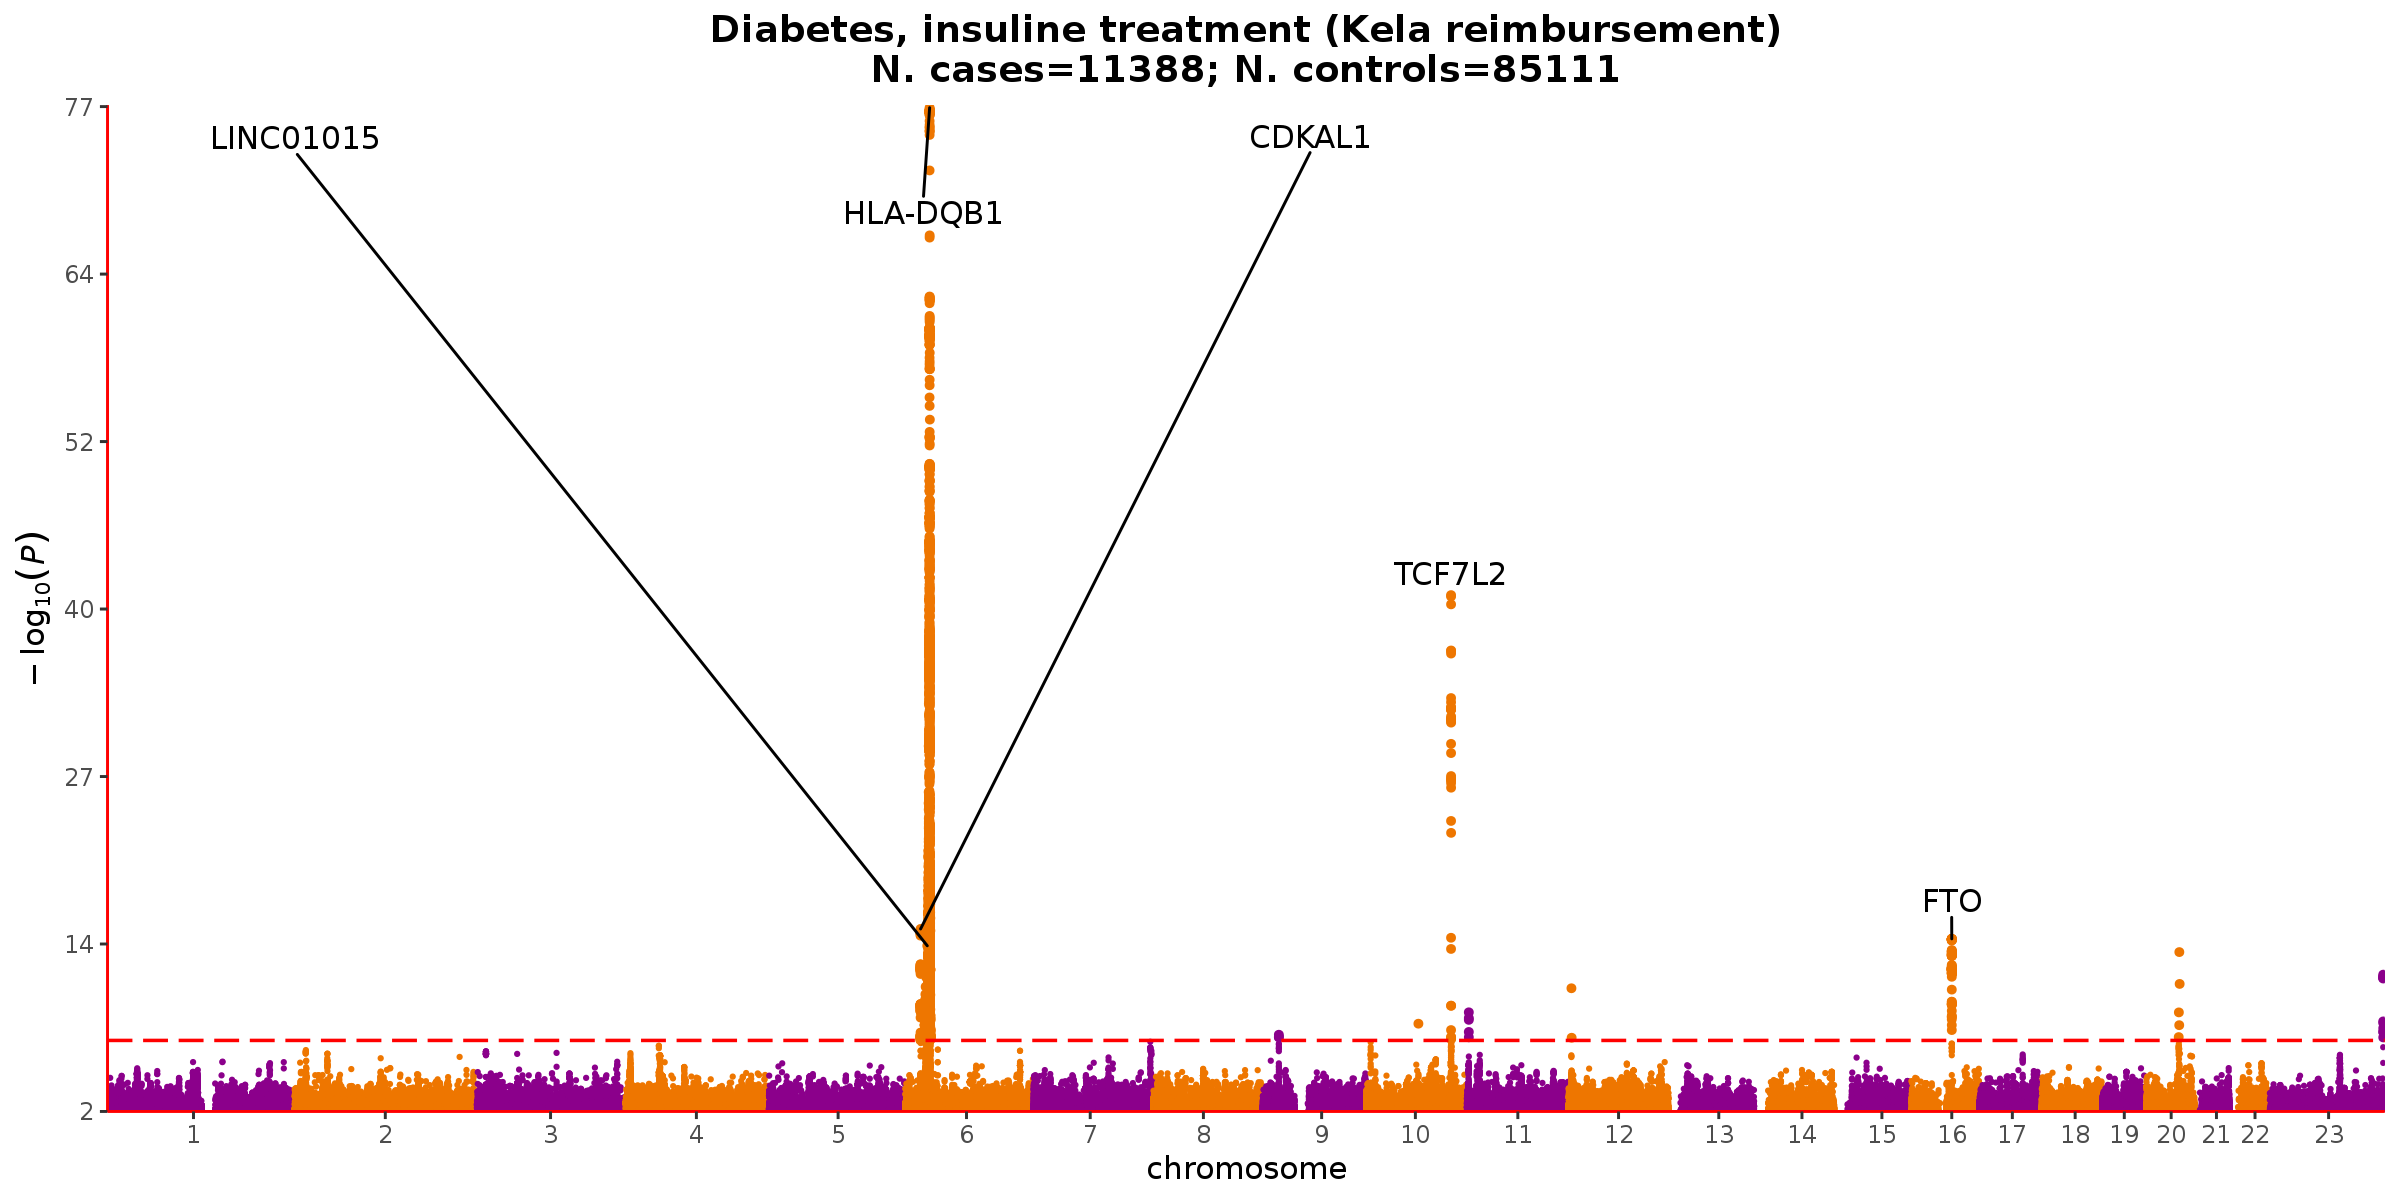 Diabetes, insuline treatment (Kela reimbursement)
N. cases=11388; N. controls=85111
77
LINC01015
CDKAL1
HLA-DQB1
64
52
TCF7L2
40
−log10(P)
27
FTO
14
2
1 2 3 4 5 6 7 8 9 10 11 12 13 14 15 16 17 18 19 20 21 22 23
chromosome